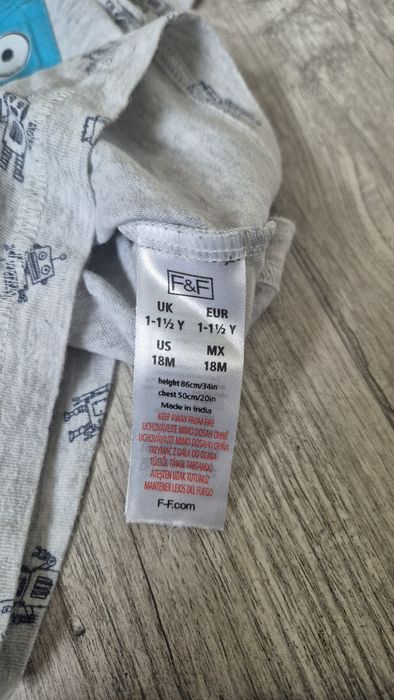 F&F
UK EUR
1-1½ Y 1-1½ Y
US MX
18M 18M
height 86cm/34in
chest 50cm/20in
Made in India
KEEP AWAY FROM FIRE
UCHOVÁVEJTE MIMO DOSAH OHNĚ
UCHOVÁVAJTE MIMO DOSAHU OHŇA
TRZYMAĆ Z DALA OD OGNIA
TŰZTŐL TÁVOL TARTANDÓ
ATEŞTEN UZAK TUTUNUZ
MANTENER LEJOS DEL FUEGO
F-F.com